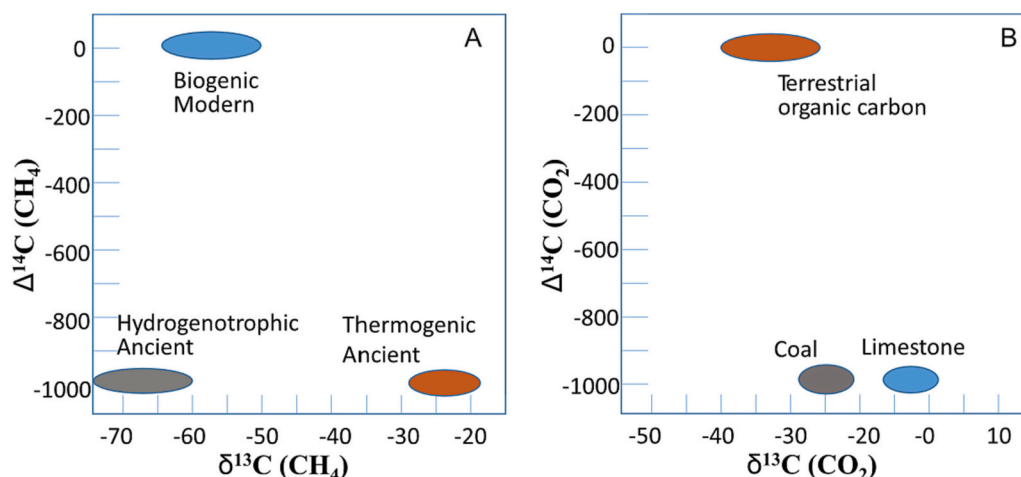 A
0
-200
-400
-600
-800
-1000
Δ¹⁴C (CH₄)
Biogenic
Modern
Hydrogenotrophic
Ancient
Thermogenic
Ancient
-70 -60 -50 -40 -30 -20
δ¹³C (CH₄)
B
0
-200
-400
-600
-800
-1000
Δ¹⁴C (CO₂)
Terrestrial
organic carbon
Coal
Limestone
-50 -40 -30 -20 -0 10
δ¹³C (CO₂)